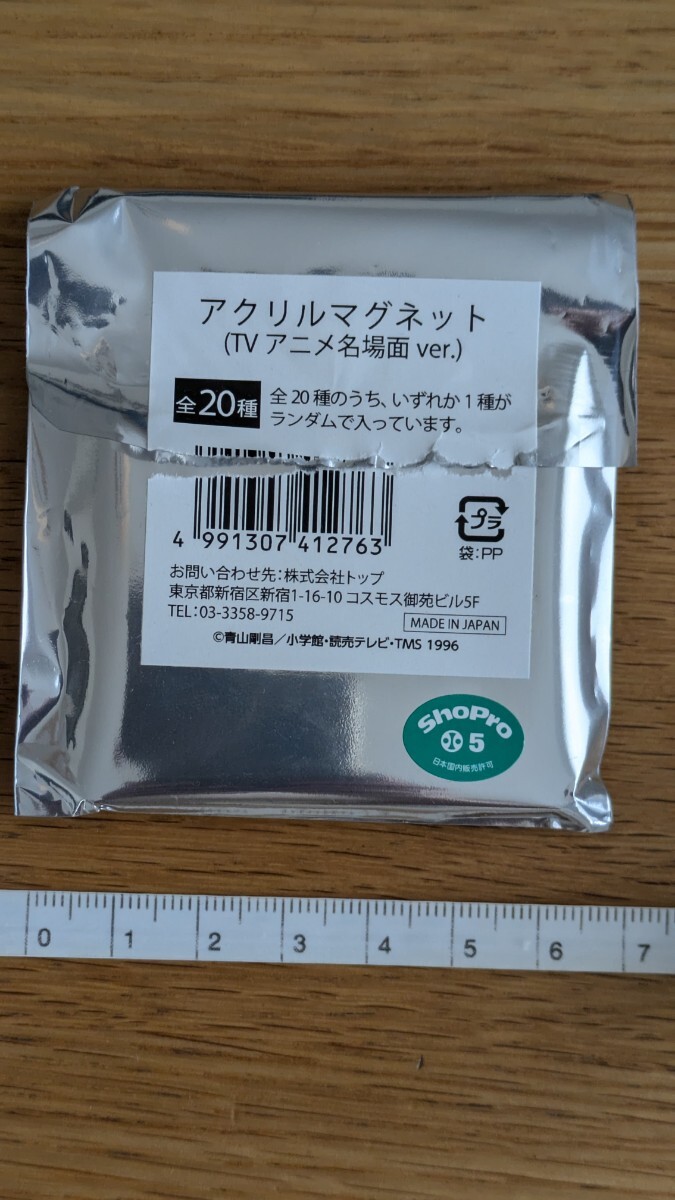 アクリルマグネット
(TV アニメ名場面 ver.)
全20種
全 20 種のうち、いずれか 1 種が
ランダムで入っています。
4 991307 412763
プラ
袋:PP
お問い合わせ先:株式会社トップ
東京都新宿区新宿1-16-10 コスモス御苑ビル5F
TEL:03-3358-9715
MADE IN JAPAN
©青山剛昌/小学館・読売テレビ・TMS 1996
ShoPro
5
日本国内販売許可
0 1 2 3 4 5 6 7